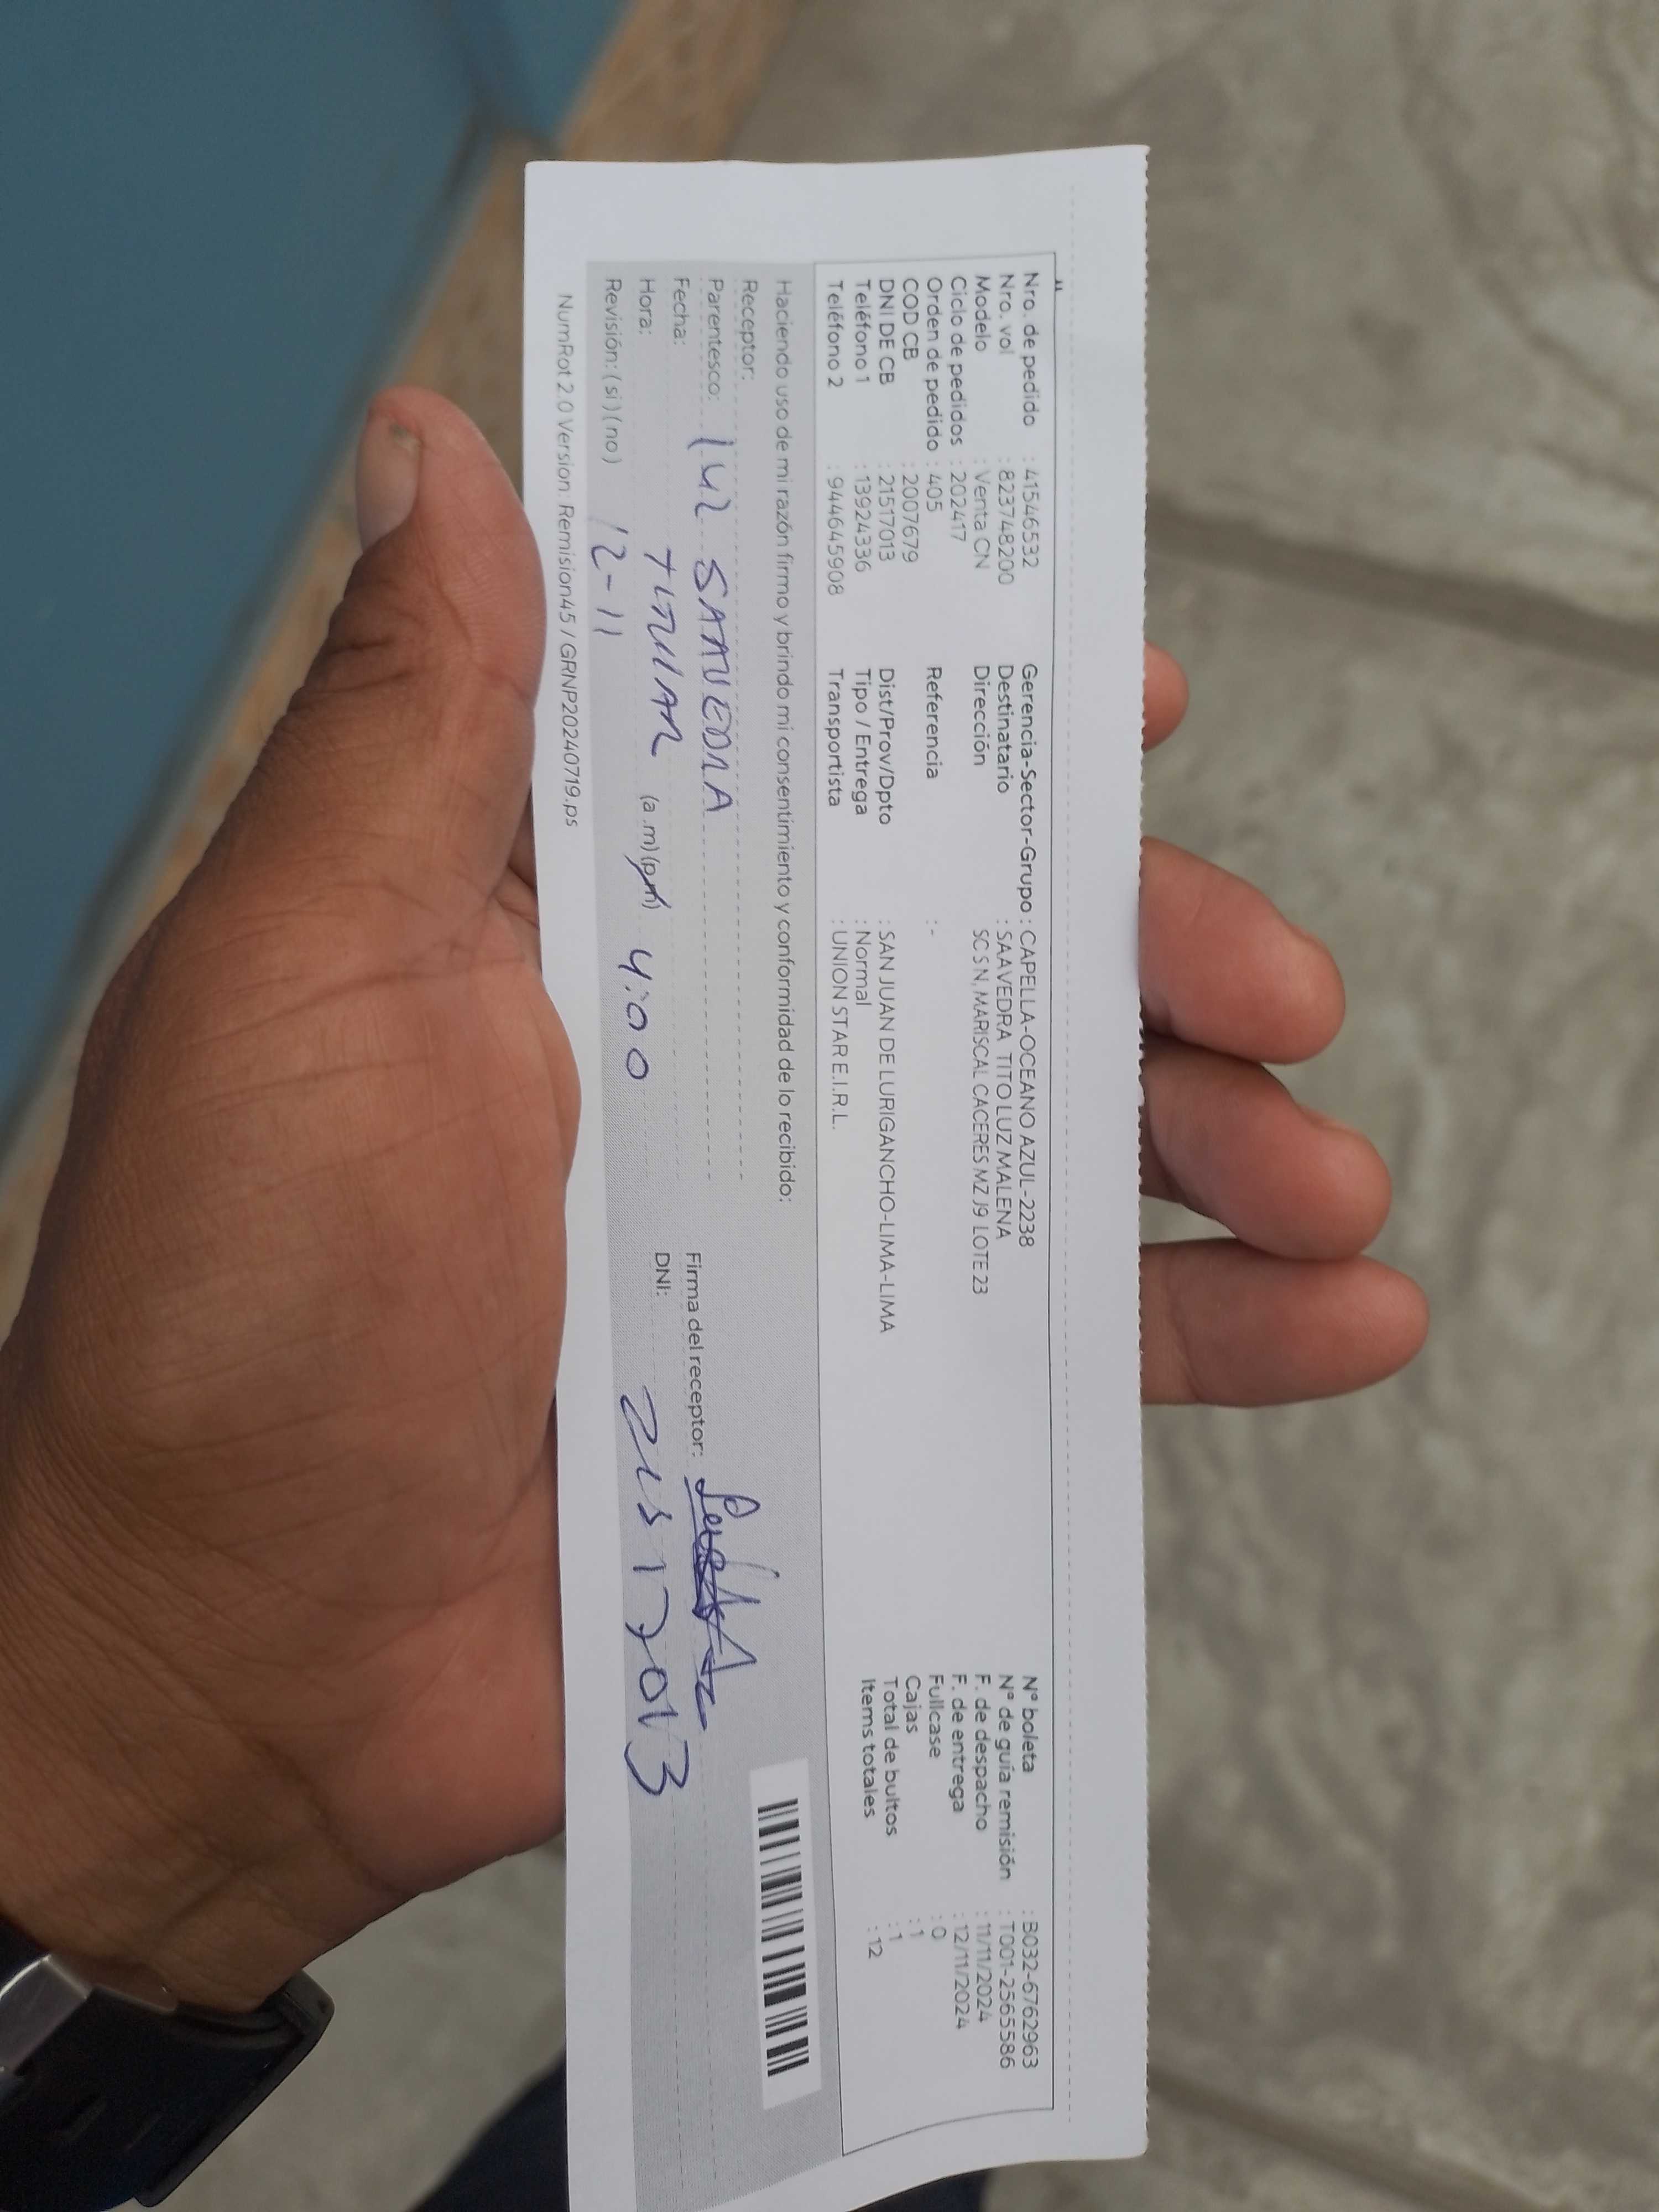 Nro. de pedido : 41546532
Nro. vol : 823748200
Modelo : Venta CN
Ciclo de pedidos : 202417
Orden de pedido : 405
COD CB : 2007679
DNI DE CB : 21517013
Teléfono 1 : 13924336
Teléfono 2 : 944645908
Gerencia-Sector-Grupo : CAPELLA-OCEANO AZUL-2238
Destinatario : SAAVEDRA TITO LUZ MALENA
Dirección SC S N, MARISCAL CACERES MZ J9 LOTE 23
Referencia :-
Dist/Prov/Dpto : SAN JUAN DE LURIGANCHO-LIMA-LIMA
Tipo / Entrega : Normal
Transportista : UNION STAR E.I.R.L.
N° boleta : B032-6762963
N° de guía remisión : T001-2565586
F. de despacho : 11/11/2024
F. de entrega : 12/11/2024
Fullcase : 0
Cajas : 1
Total de bultos : 1
Items totales : 12
Haciendo uso de mi razón firmo y brindo mi consentimiento y conformidad de lo recibido:
Receptor:
Parentesco: LUZ SAAVEDRA
Fecha: TITULAR
Hora: (a.m)(pm) 4:00
Revisión: (si)(no) 12-11
Firma del receptor:
DNI: 21517013
NumRot 2.0 Version: Remision45 / GRNP20240719.ps